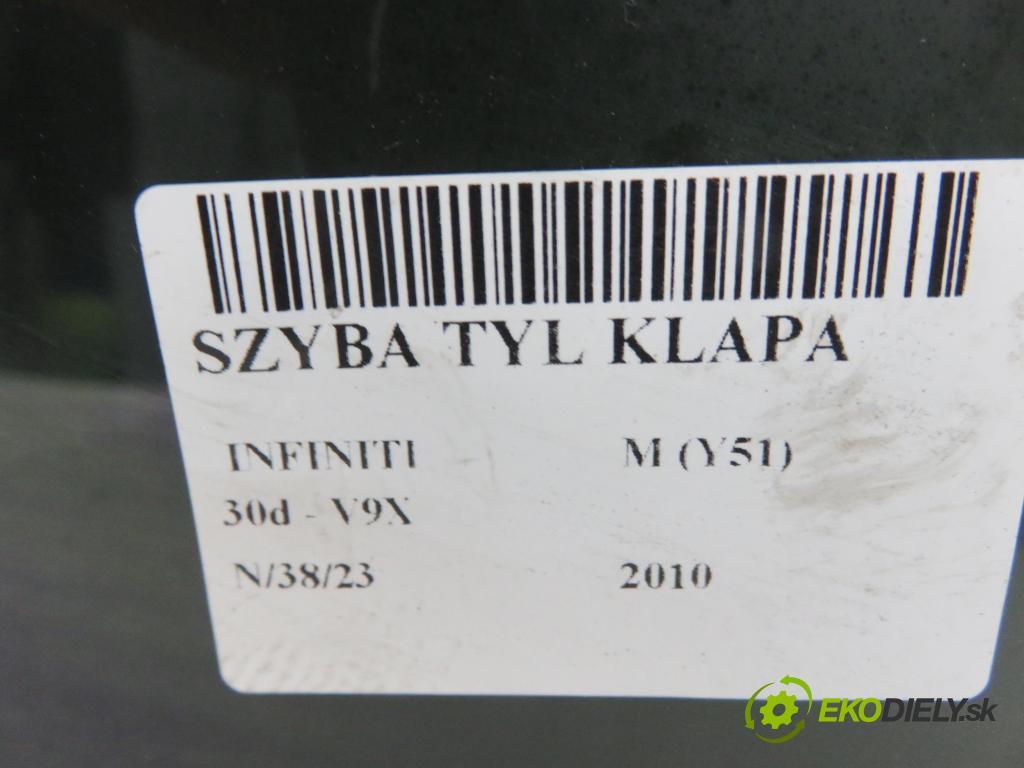 SZYBA TYL KLAPA
INFINITI M (Y51)
30d - V9X
N/38/23 2010
EKODIELY.sk